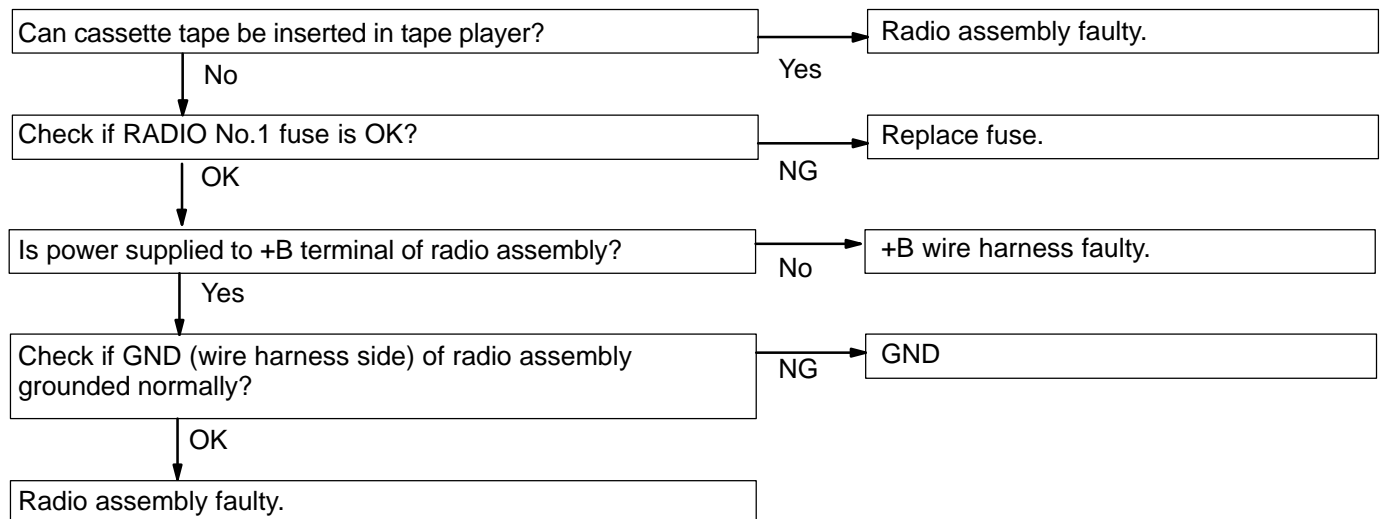 Can cassette tape be inserted in tape player?
Radio assembly faulty.
Yes
No
Check if RADIO No.1 fuse is OK?
Replace fuse.
NG
OK
Is power supplied to +B terminal of radio assembly?
+B wire harness faulty.
No
Yes
Check if GND (wire harness side) of radio assembly
grounded normally?
GND
NG
OK
Radio assembly faulty.